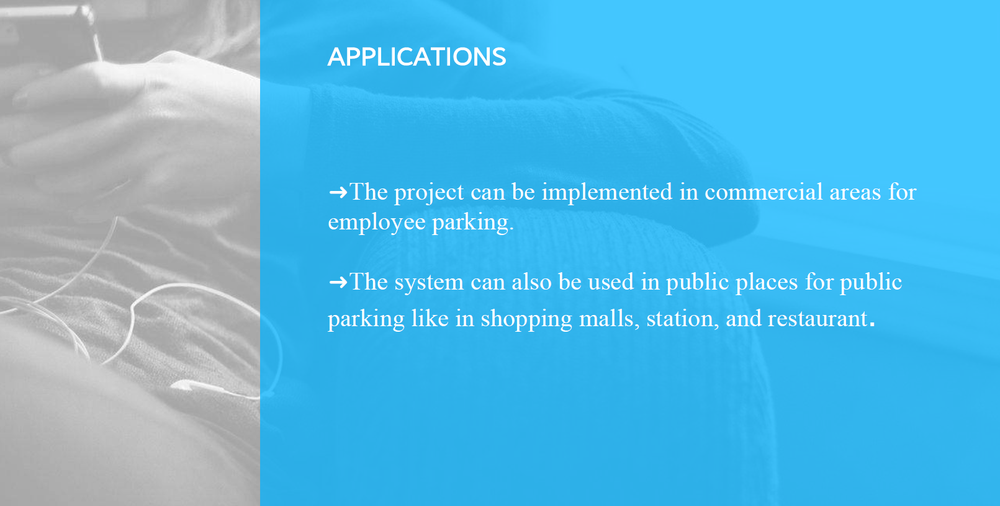 APPLICATIONS
➔The project can be implemented in commercial areas for
employee parking.
➔The system can also be used in public places for public
parking like in shopping malls, station, and restaurant.